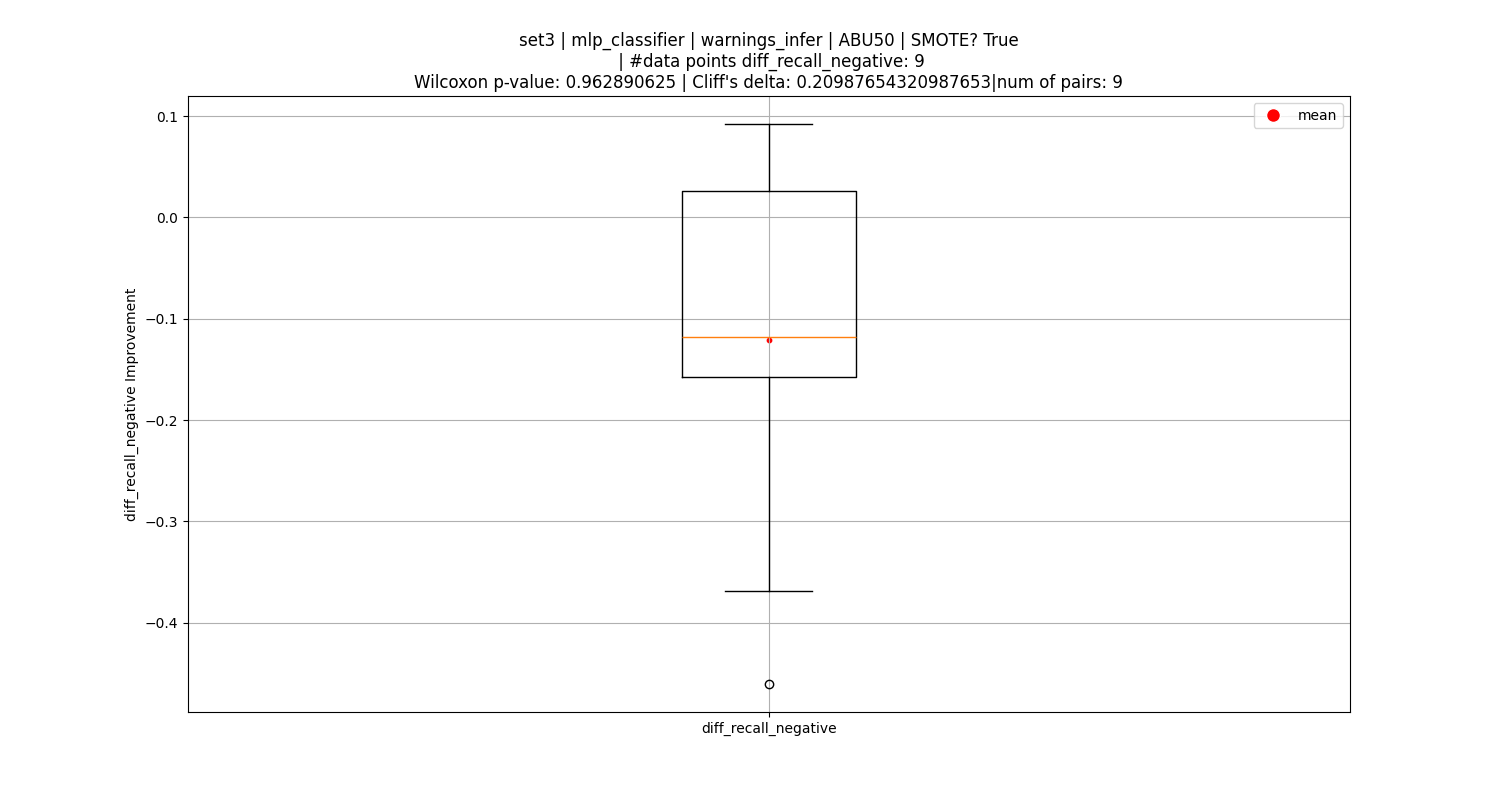 set3 | mlp_classifier | warnings_infer | ABU50 | SMOTE? True
| #data points diff_recall_negative: 9
Wilcoxon p-value: 0.962890625 | Cliff's delta: 0.20987654320987653|num of pairs: 9
mean
0.1
0.0
−0.1
−0.2
−0.3
−0.4
diff_recall_negative Improvement
diff_recall_negative